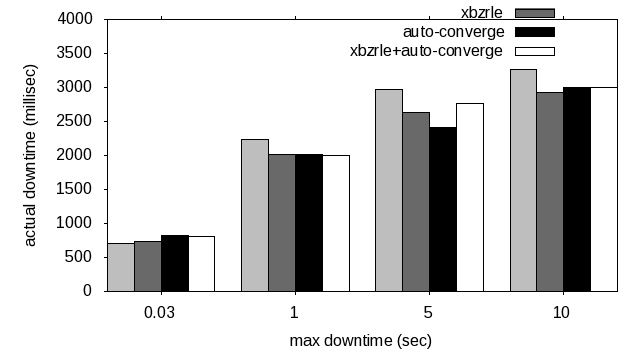 xbzrle
auto-converge
xbzrle+auto-converge
4000
3500
3000
2500
2000
1500
1000
500
0
actual downtime (millisec)
0.03 1 5 10
max downtime (sec)